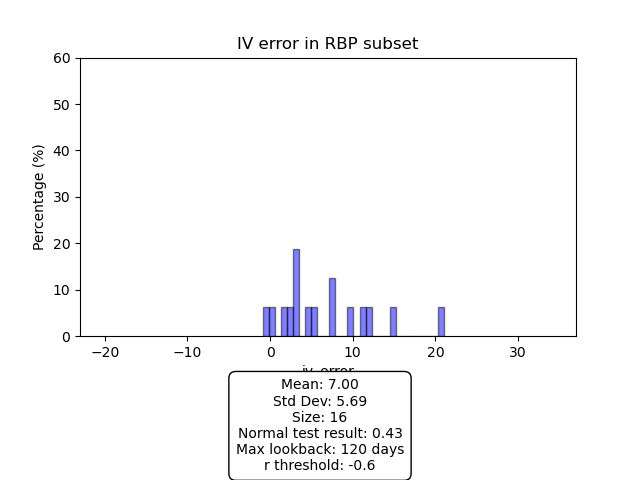 IV error in RBP subset
60
50
40
30
20
10
0
Percentage (%)
−20
−10
0
10
20
30
iv_error
Mean: 7.00
Std Dev: 5.69
Size: 16
Normal test result: 0.43
Max lookback: 120 days
r threshold: -0.6